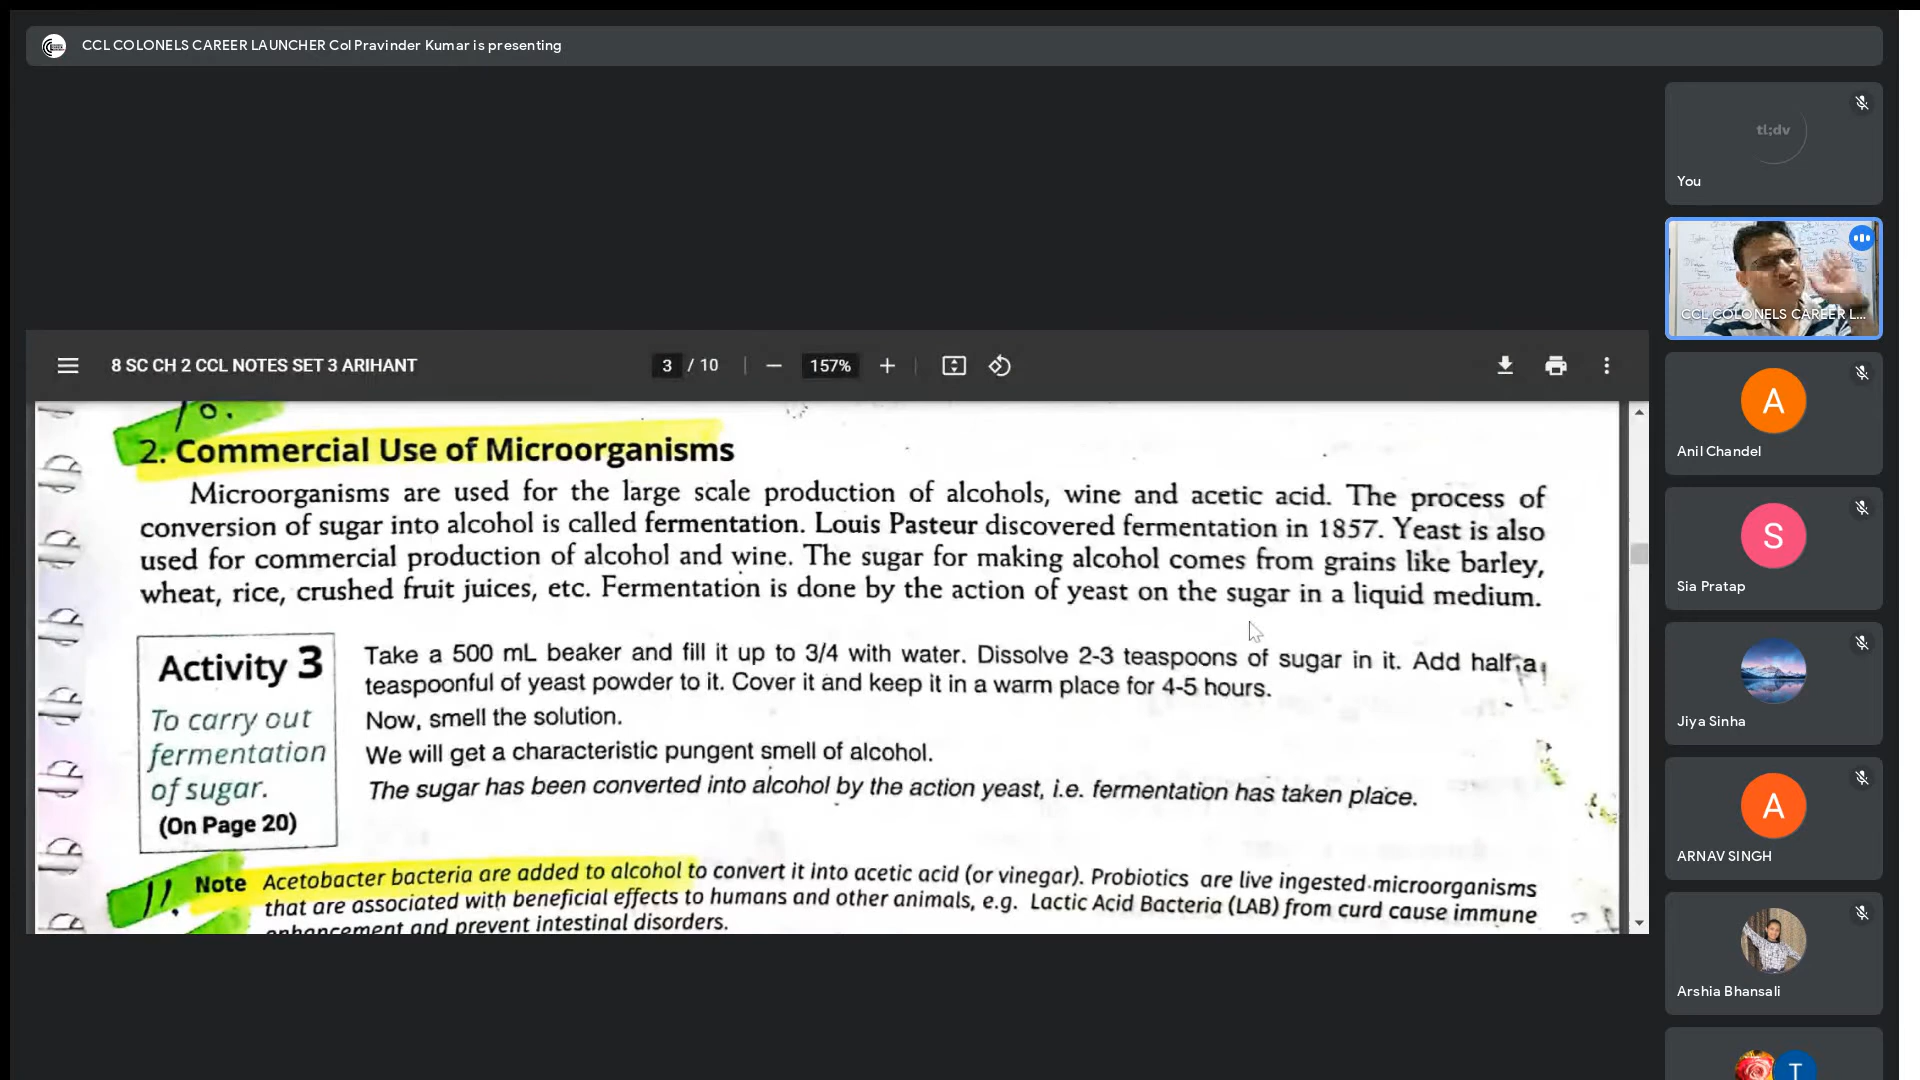 CCL COLONELS CAREER LAUNCHER Col Pravinder Kumar is presenting
tl;dv
You
CCL COLONELS CAREER L...
8 SC CH 2 CCL NOTES SET 3 ARIHANT
3 / 10
157%
10.
2. Commercial Use of Microorganisms
Microorganisms are used for the large scale production of alcohols, wine and acetic acid. The process of
conversion of sugar into alcohol is called fermentation. Louis Pasteur discovered fermentation in 1857. Yeast is also
used for commercial production of alcohol and wine. The sugar for making alcohol comes from grains like barley,
wheat, rice, crushed fruit juices, etc. Fermentation is done by the action of yeast on the sugar in a liquid medium.
Activity 3
To carry out
fermentation
of sugar.
(On Page 20)
Take a 500 mL beaker and fill it up to 3/4 with water. Dissolve 2-3 teaspoons of sugar in it. Add half a
teaspoonful of yeast powder to it. Cover it and keep it in a warm place for 4-5 hours.
Now, smell the solution.
We will get a characteristic pungent smell of alcohol.
The sugar has been converted into alcohol by the action yeast, i.e. fermentation has taken place.
11.
Note Acetobacter bacteria are added to alcohol to convert it into acetic acid (or vinegar). Probiotics are live ingested microorganisms
that are associated with beneficial effects to humans and other animals, e.g. Lactic Acid Bacteria (LAB) from curd cause immune
enhancement and prevent intestinal disorders.
A
Anil Chandel
S
Sia Pratap
Jiya Sinha
A
ARNAV SINGH
Arshia Bhansali
T